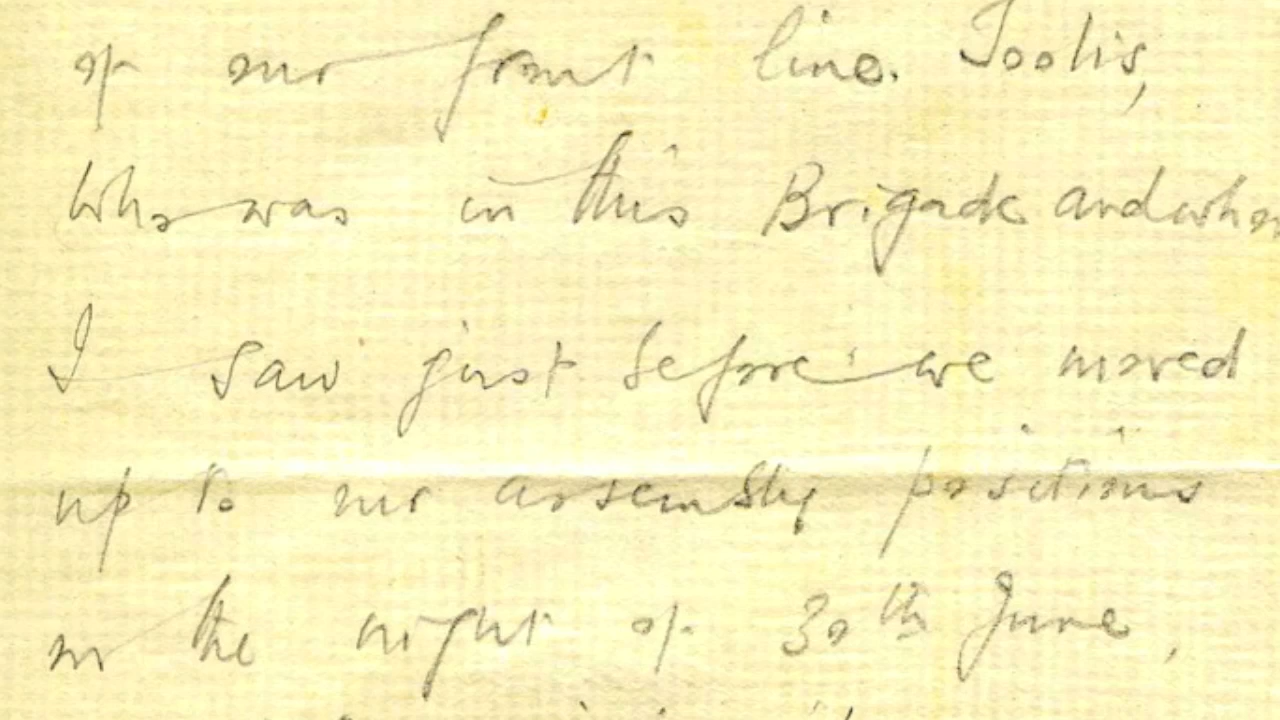 of our front line. Toolis,
who was in this Brigade and whom
I saw just before we moved
up to our assembly positions
on the night of 30th June,